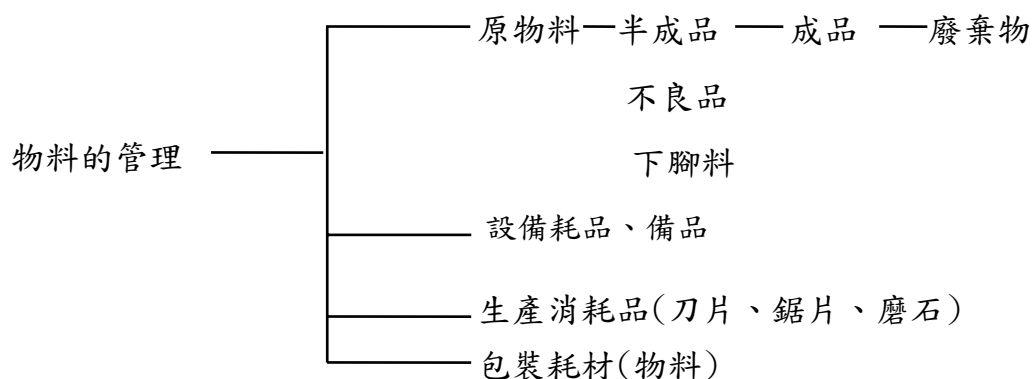 原物料 半成品 成品 廢棄物
不良品
物料的管理
下腳料
設備耗品、備品
生產消耗品(刀片、鋸片、磨石)
包裝耗材(物料)